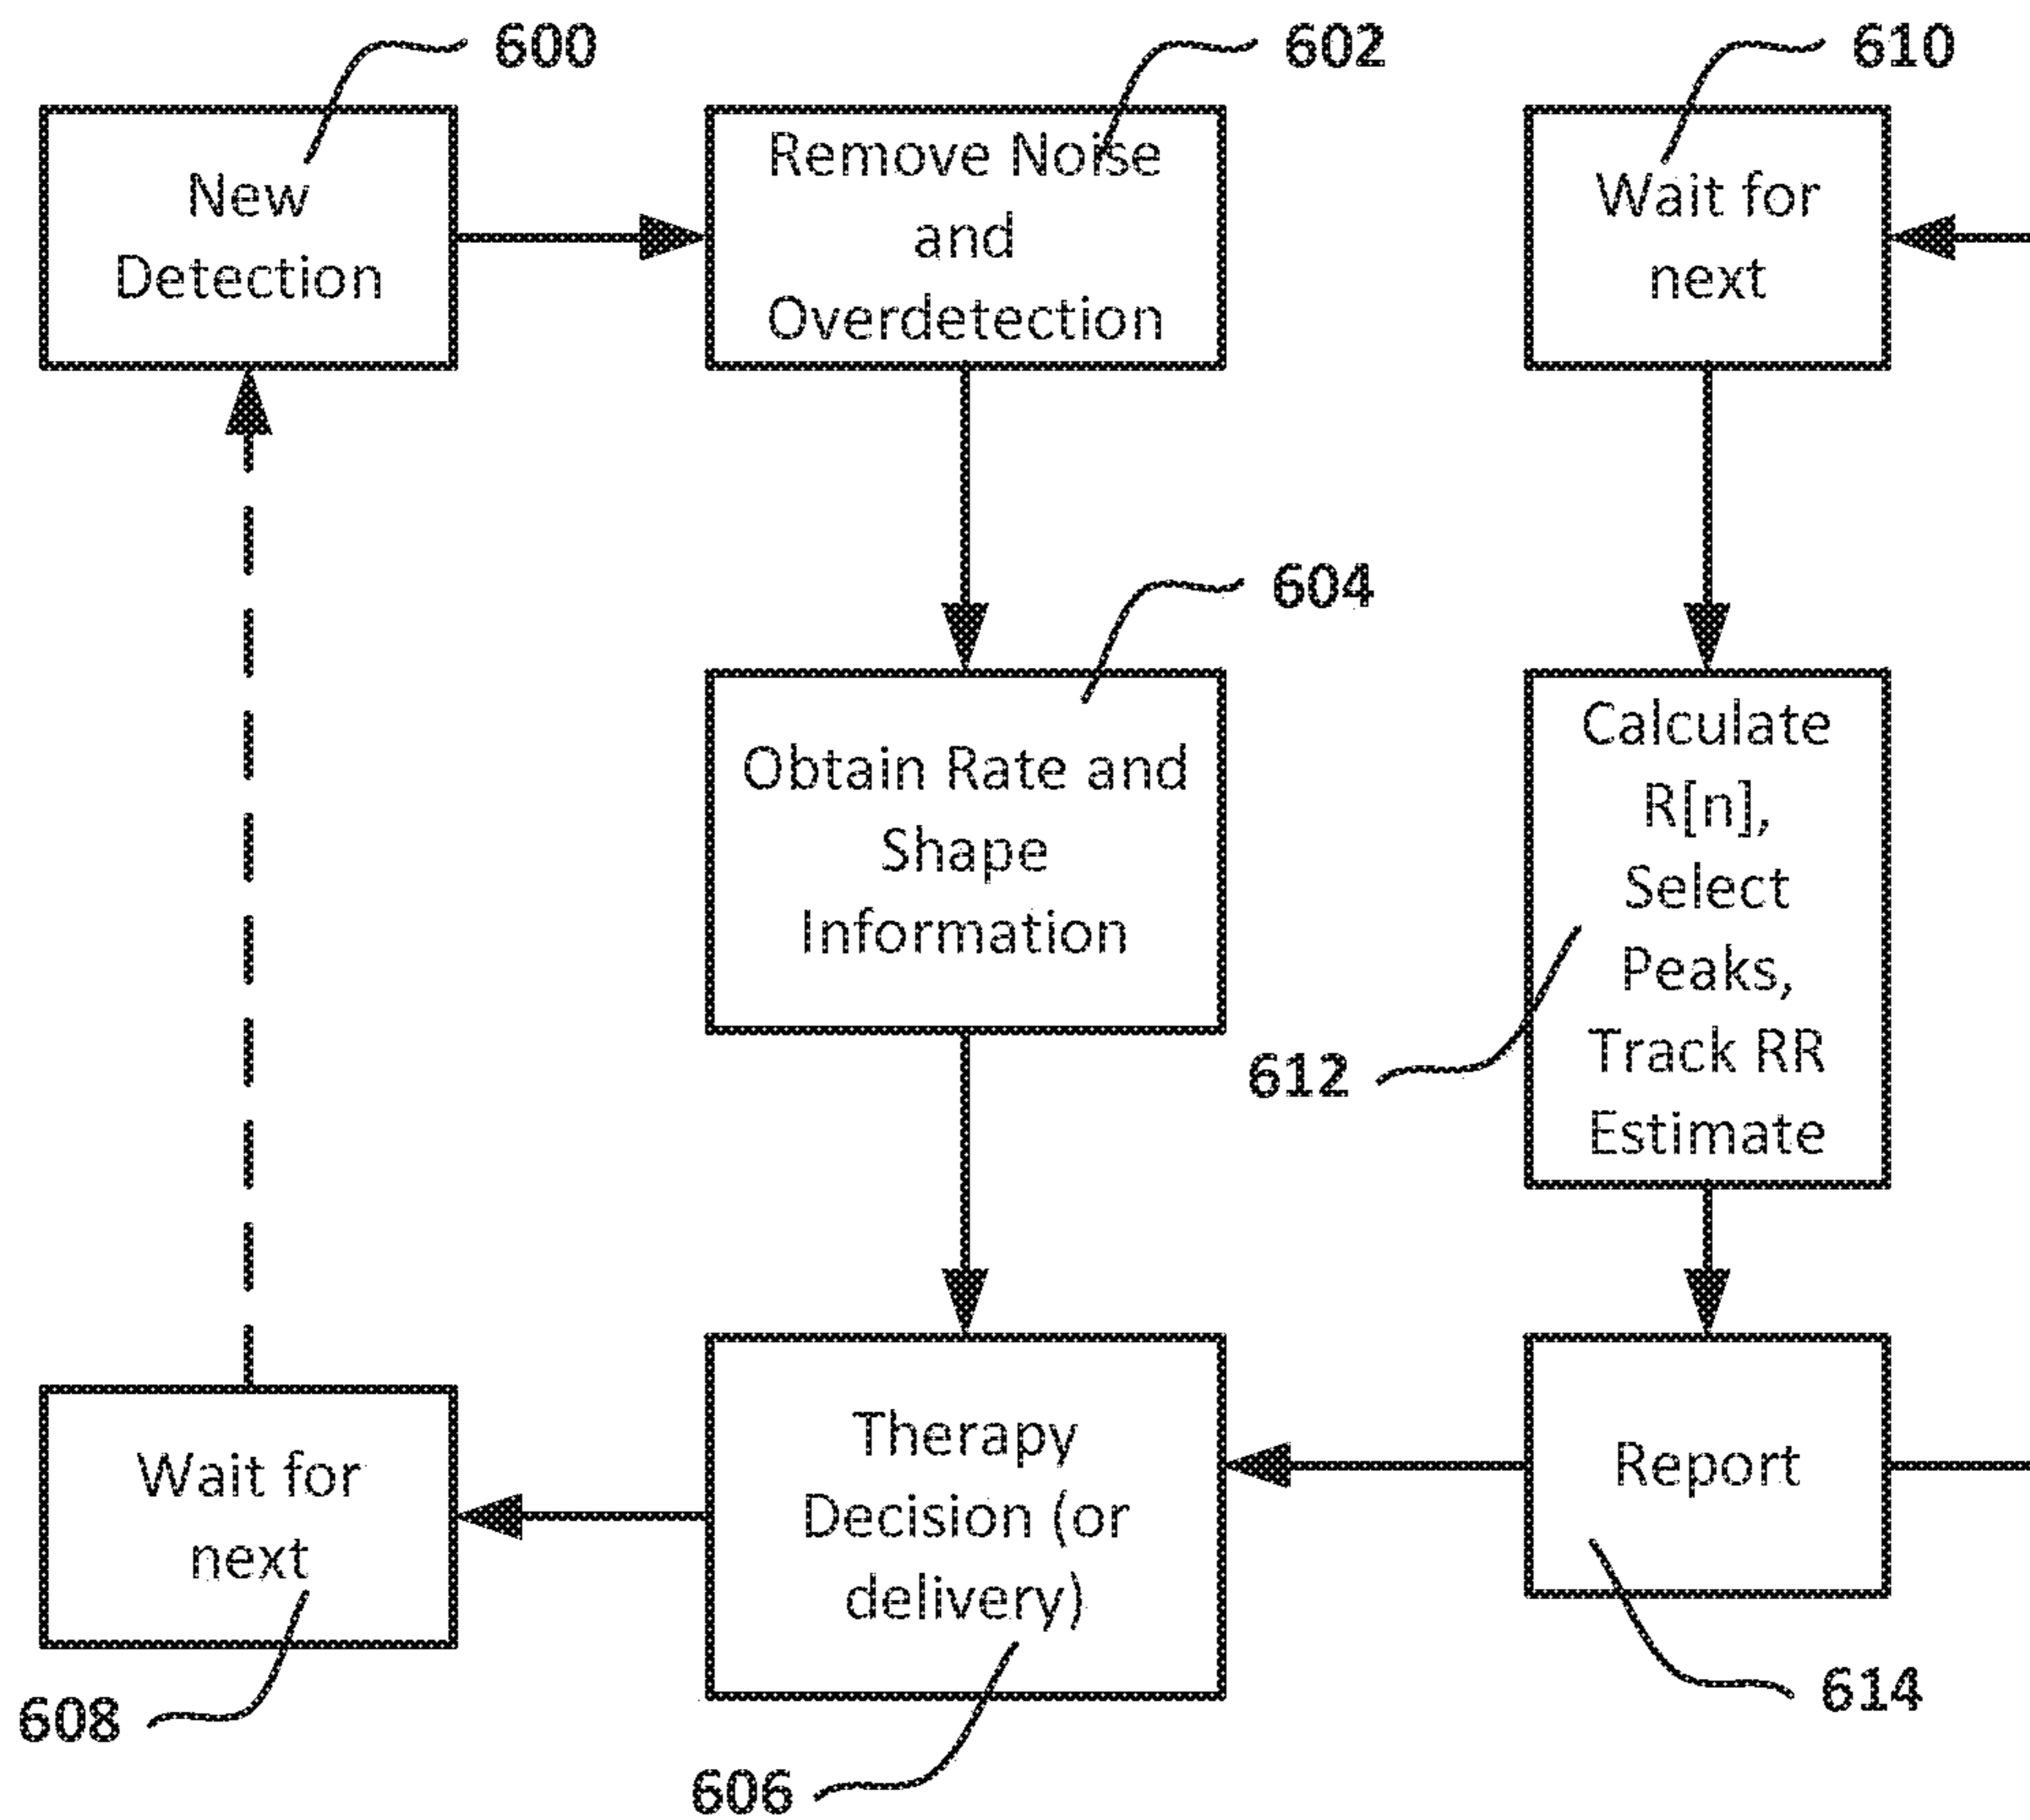 600
New
Detection
602
Remove Noise
and
Overdetection
610
Wait for
next
604
Obtain Rate and
Shape
Information
612
Calculate
R[n],
Select
Peaks,
Track RR
Estimate
Wait for
next
608
Therapy
Decision (or
delivery)
606
Report
614